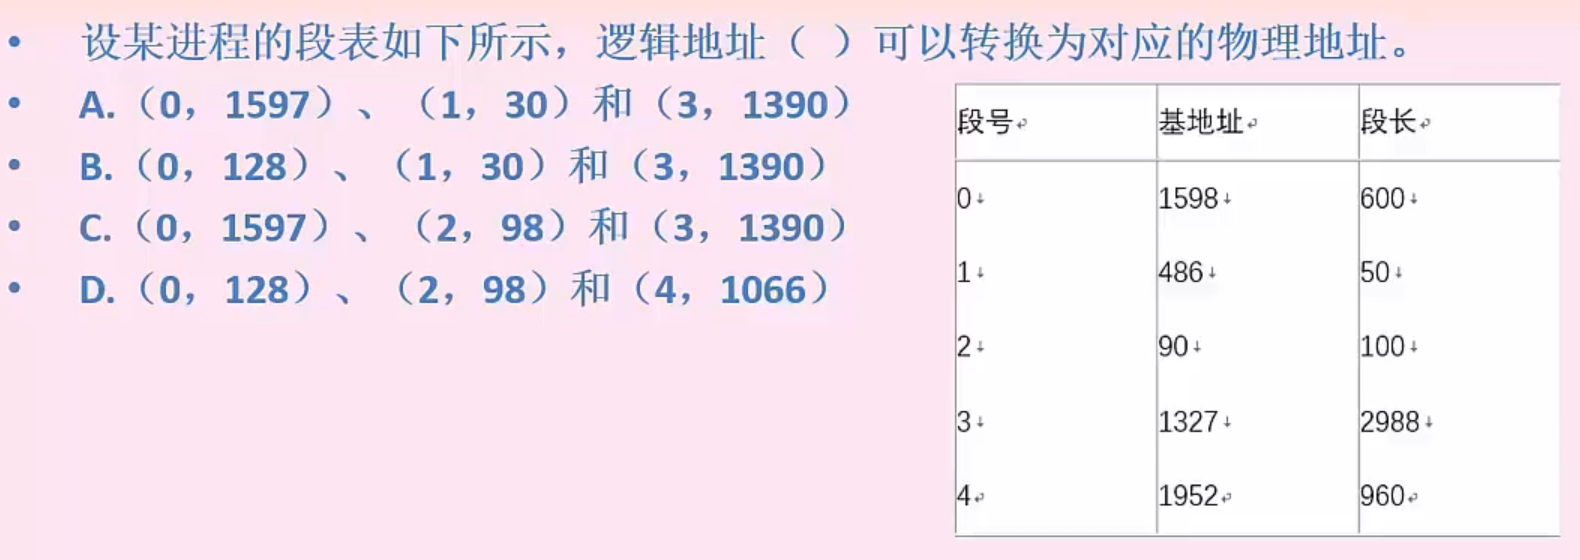 • 设某进程的段表如下所示，逻辑地址（ ）可以转换为对应的物理地址。
• A.（0，1597）、（1，30）和（3，1390）
• B.（0，128）、（1，30）和（3，1390）
• C.（0，1597）、（2，98）和（3，1390）
• D.（0，128）、（2，98）和（4，1066）
段号 基地址 段长
0 1598 600
1 486 50
2 90 100
3 1327 2988
4 1952 960